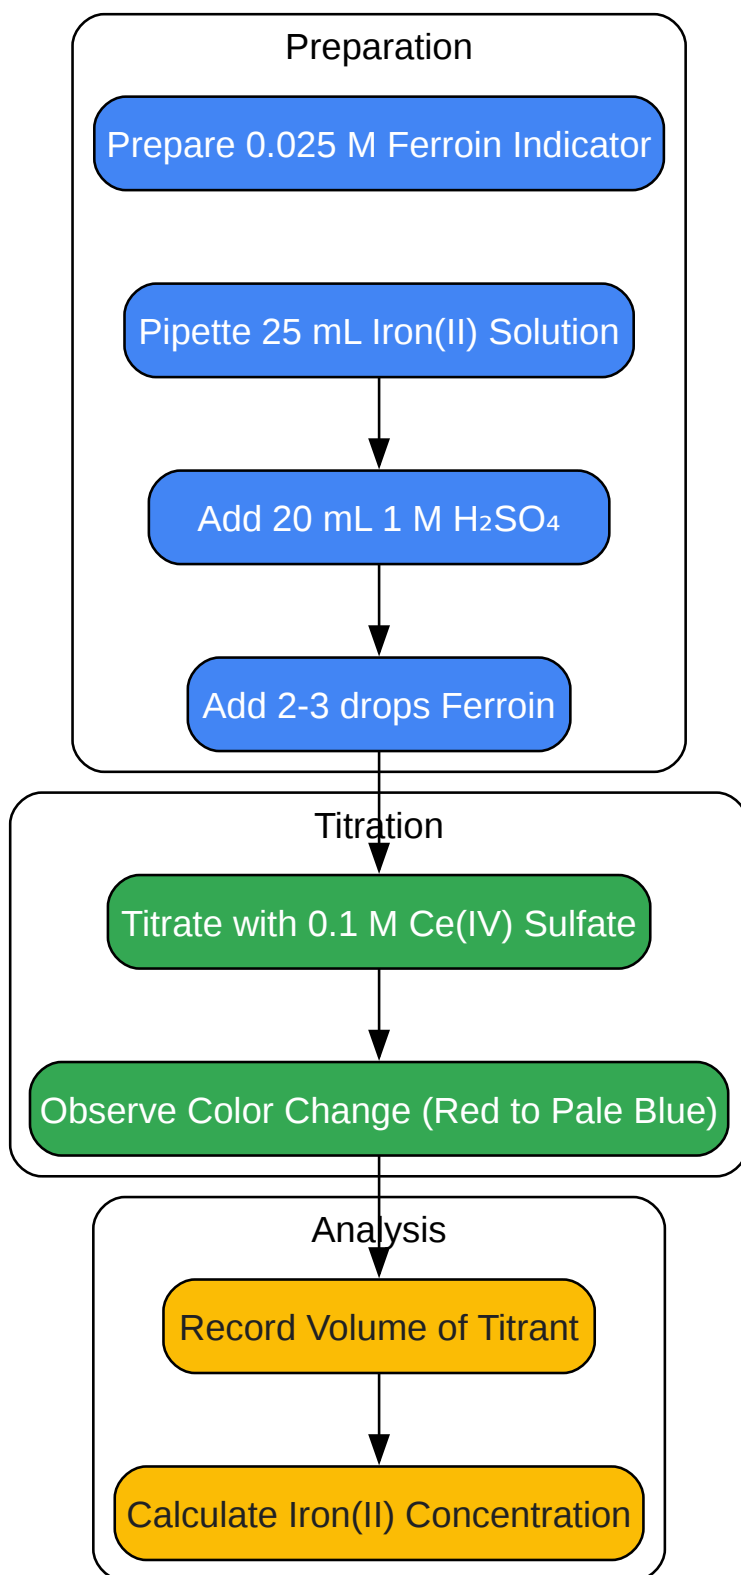 Preparation
Prepare 0.025 M Ferroin Indicator
Pipette 25 mL Iron(II) Solution
Add 20 mL 1 M H₂SO₄
Add 2-3 drops Ferroin
Titration
Titrate with 0.1 M Ce(IV) Sulfate
Observe Color Change (Red to Pale Blue)
Analysis
Record Volume of Titrant
Calculate Iron(II) Concentration